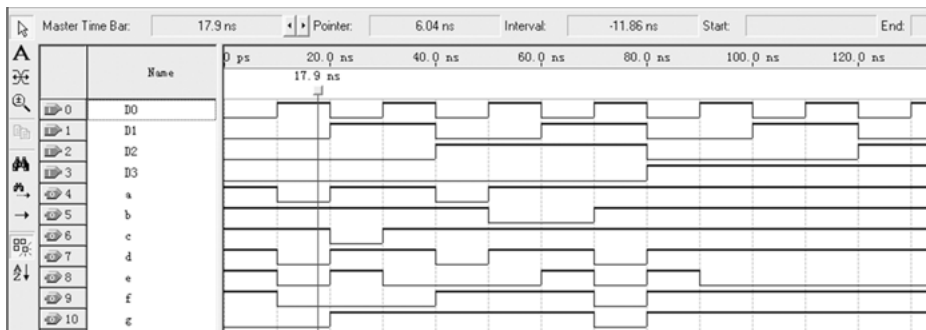 Master Time Bar: 17.9 ns Pointer: 6.04 ns Interval: -11.86 ns Start: End:
A
Name
0 ps 20.0 ns 40.0 ns 60.0 ns 80.0 ns 100.0 ns 120.0 ns
17.9 ns
0 D0
1 D1
2 D2
3 D3
4 a
5 b
6 c
7 d
8 e
9 f
10 g